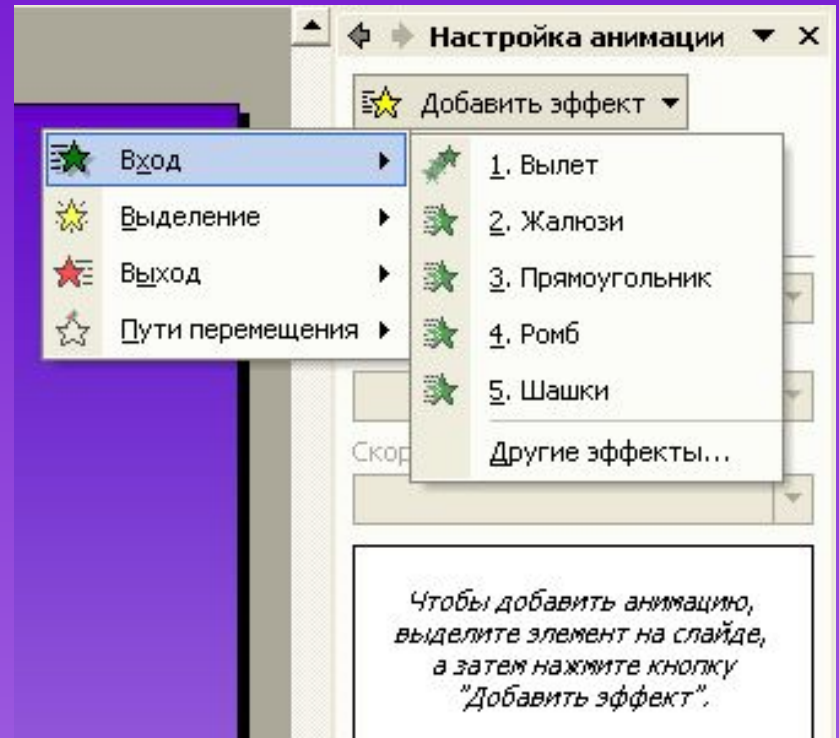 Настройка анимации
Добавить эффект
Вход
Выделение
Выход
Пути перемещения
1. Вылет
2. Жалюзи
3. Прямоугольник
4. Ромб
5. Шашки
Другие эффекты...
Скор
Чтобы добавить анимацию,
выделите элемент на слайде,
а затем нажмите кнопку
"Добавить эффект".